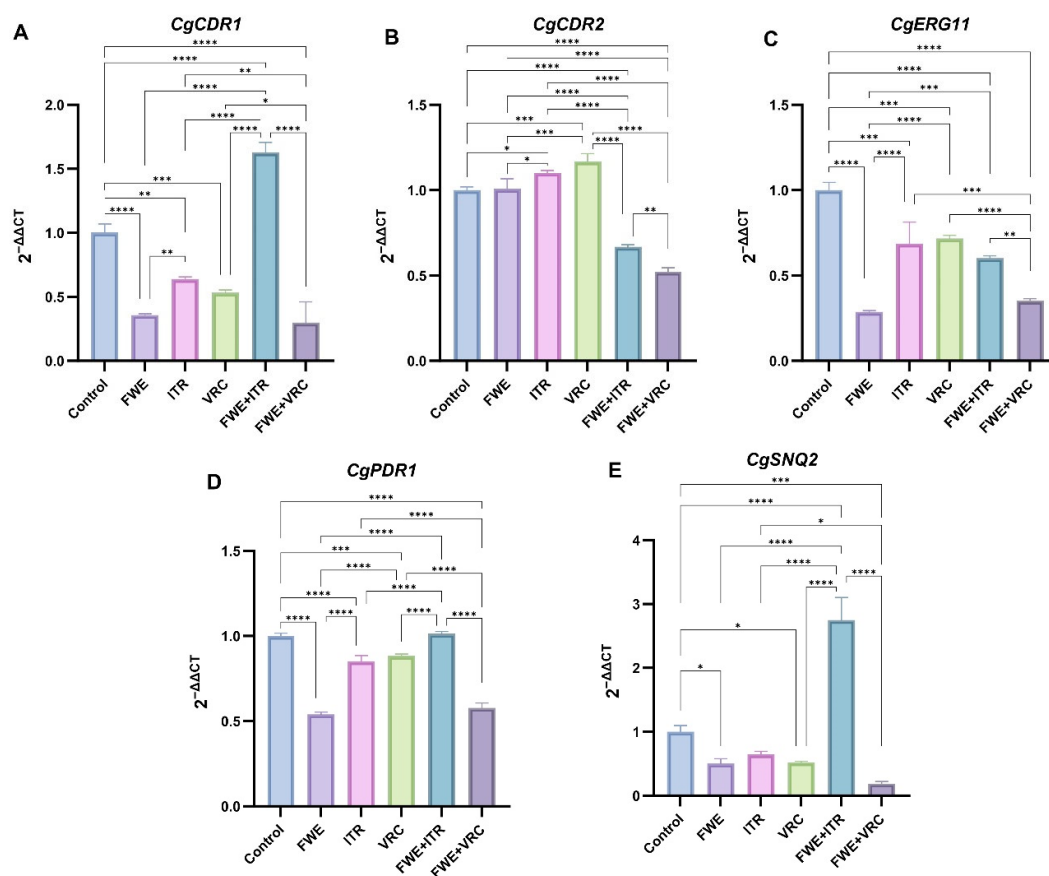 A
CgCDR1
****
****
**
****
*
****
****
****
***
**
****
**
2.0
1.5
1.0
0.5
0.0
2^−ΔΔCT
Control
FWE
ITR
VRC
FWE+ITR
FWE+VRC
B
CgCDR2
****
****
****
****
****
****
***
***
****
****
*
*
**
1.5
1.0
0.5
0.0
2^−ΔΔCT
Control
FWE
ITR
VRC
FWE+ITR
FWE+VRC
C
CgERG11
****
****
***
***
****
***
****
****
***
****
**
1.5
1.0
0.5
0.0
2^−ΔΔCT
Control
FWE
ITR
VRC
FWE+ITR
FWE+VRC
D
CgPDR1
****
****
****
***
****
****
****
****
****
****
****
****
1.5
1.0
0.5
0.0
2^−ΔΔCT
Control
FWE
ITR
VRC
FWE+ITR
FWE+VRC
E
CgSNQ2
***
****
*
****
****
****
****
*
*
4
3
2
1
0
2^−ΔΔCT
Control
FWE
ITR
VRC
FWE+ITR
FWE+VRC